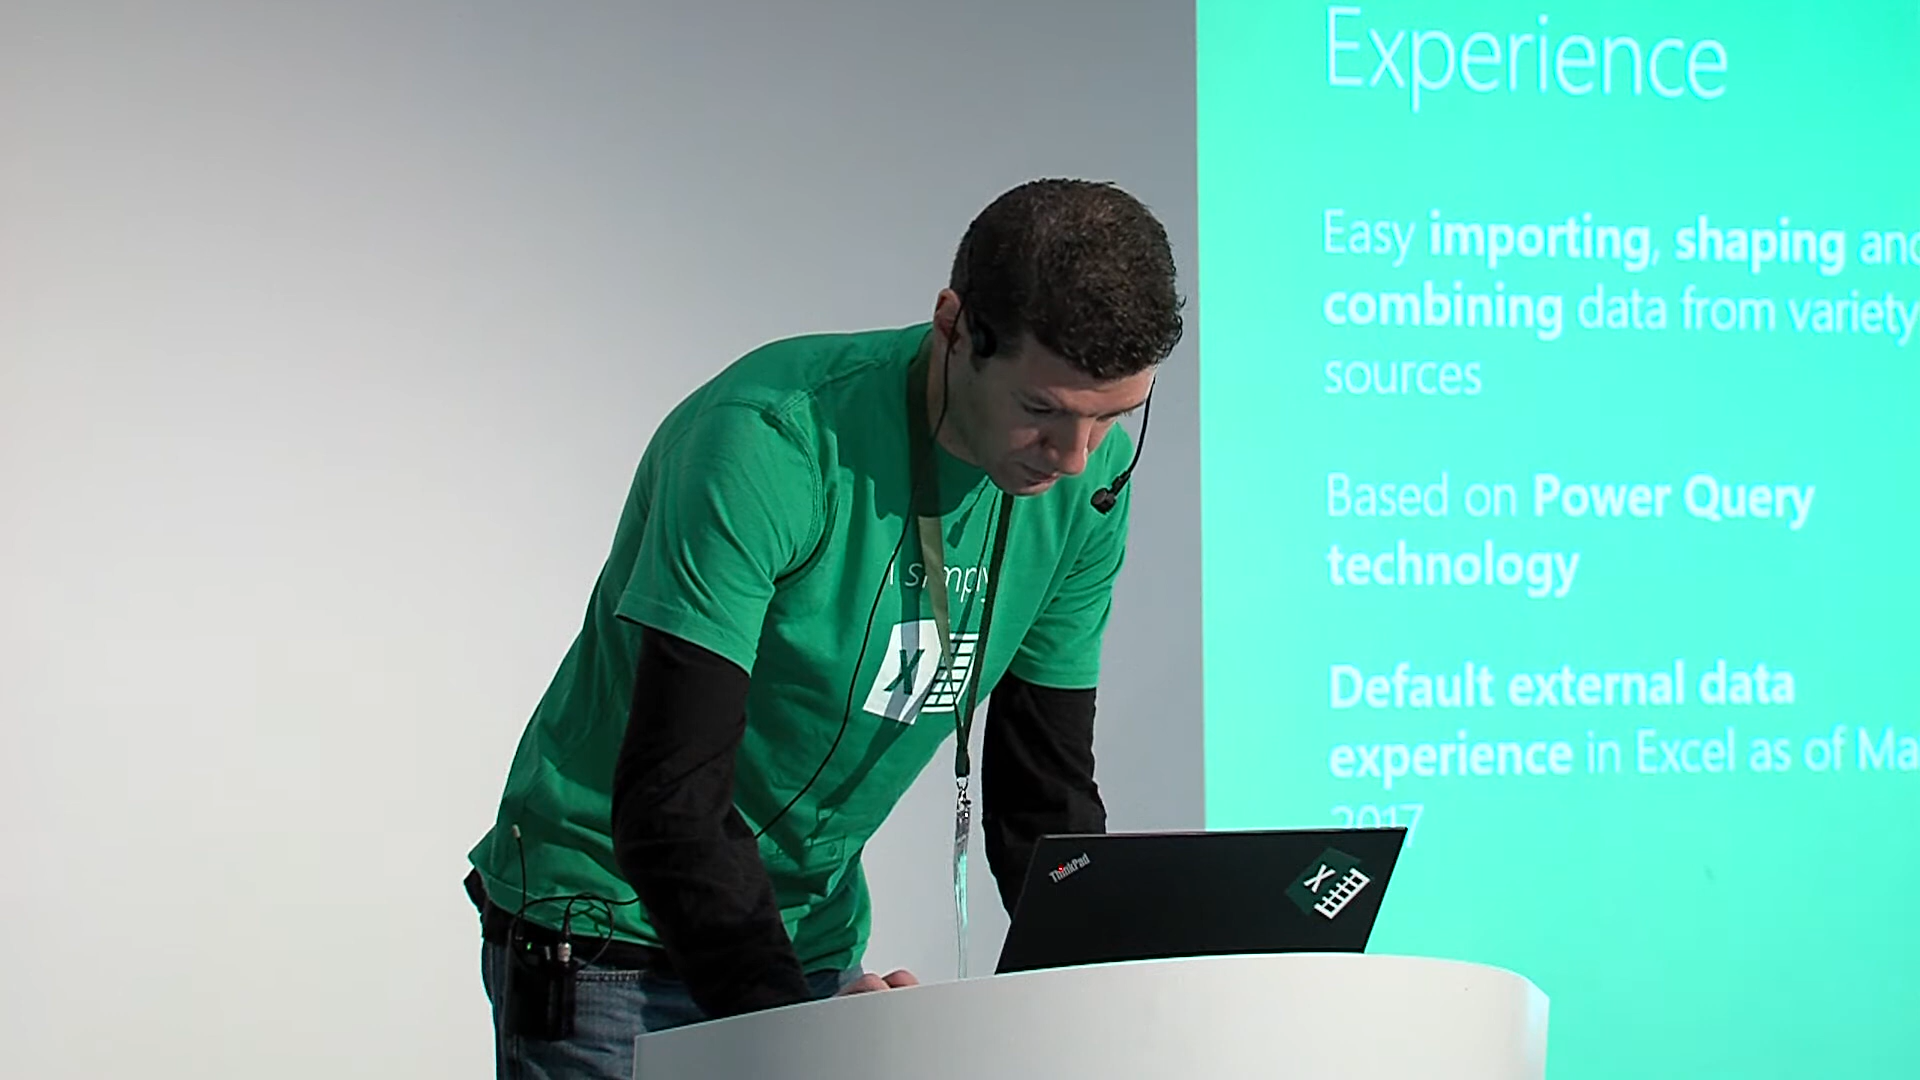 Experience
Easy importing, shaping and
combining data from variety
sources
Based on Power Query
technology
Default external data
experience in Excel as of Ma
2017
I simply
X
ThinkPad
X